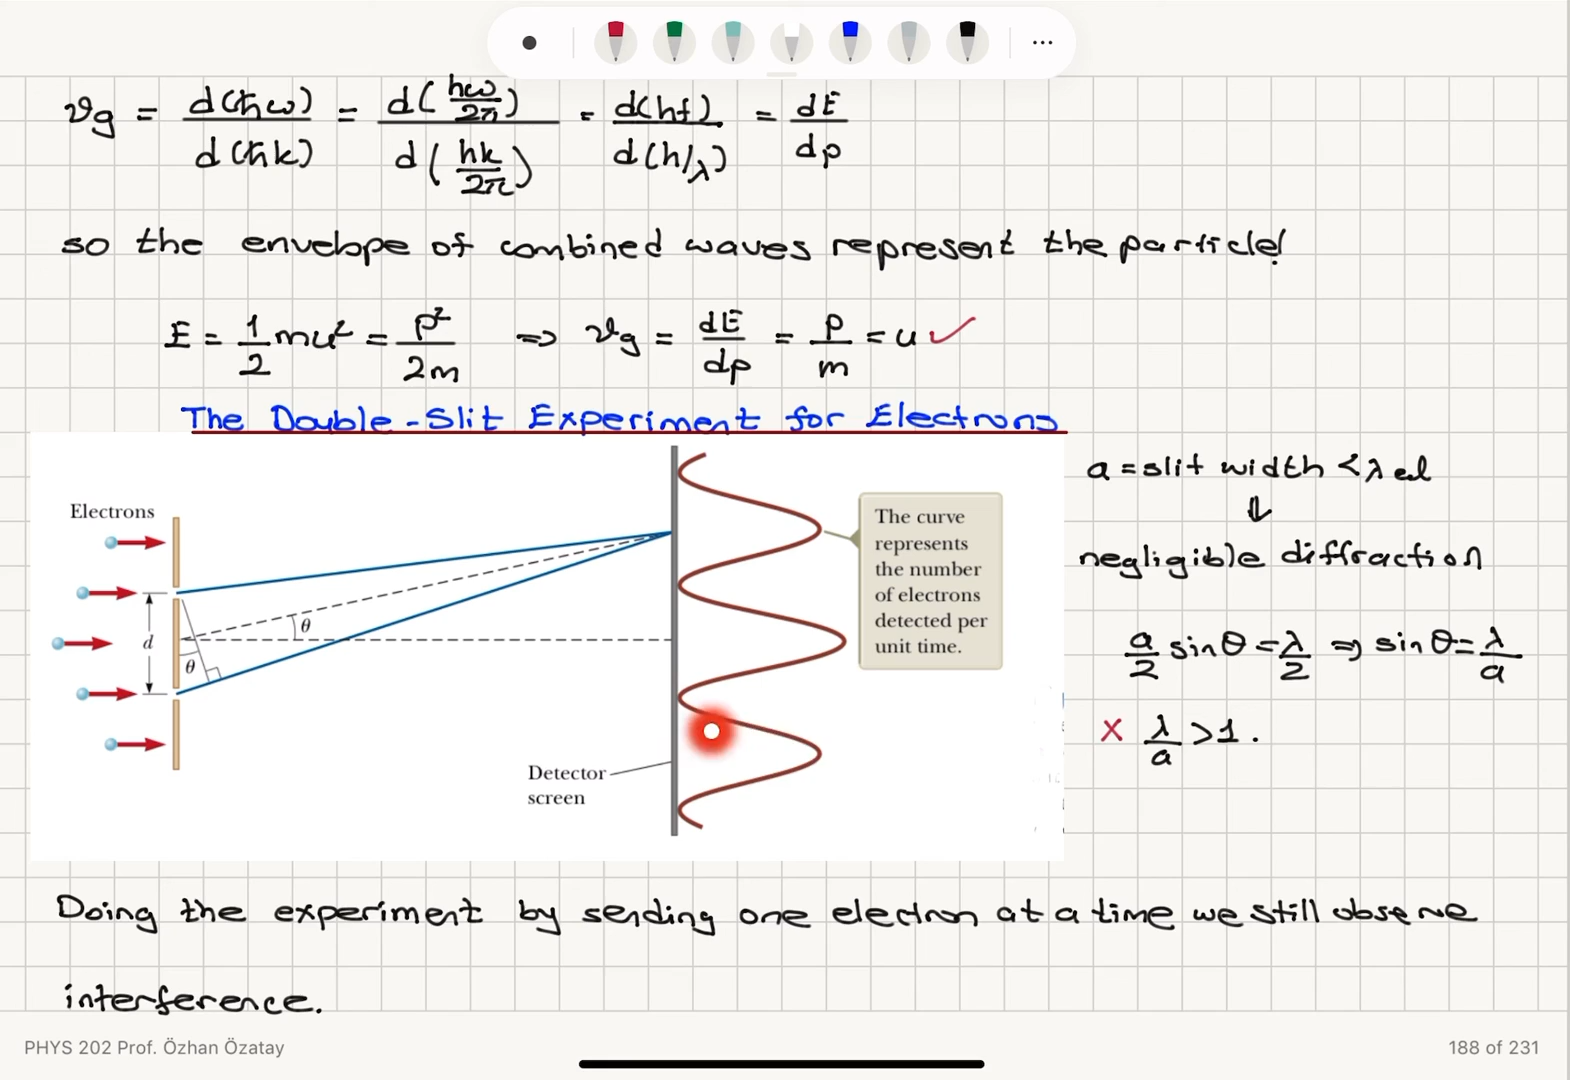 𝑣g = d(ħω)/d(ħk) = d(hω/2π)/d(hk/2π) = d(hf)/d(h/λ) = dE/dp
so the envelope of combined waves represent the particle!
E = 1/2 mu² = p²/2m ⇒ 𝑣g = dE/dp = p/m = u ✓
The Double-Slit Experiment for Electrons
Electrons
d
θ
θ
Detector
screen
The curve
represents
the number
of electrons
detected per
unit time.
a = slit width < λ el
⇓
negligible diffraction
a/2 sinθ = λ/2 ⇒ sinθ = λ/a
X λ/a > 1.
Doing the experiment by sending one electron at a time we still observe
interference.
PHYS 202 Prof. Özhan Özatay
188 of 231